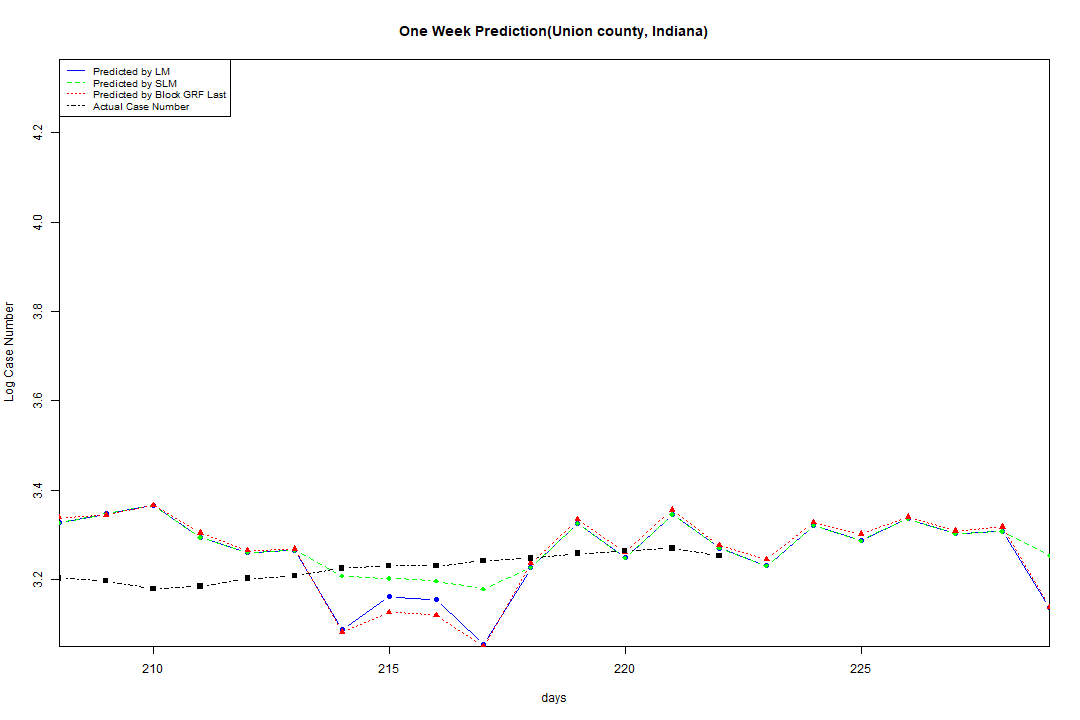 One Week Prediction(Union county, Indiana)
Predicted by LM
Predicted by SLM
Predicted by Block GRF Last
Actual Case Number
4.2
4.0
3.8
3.6
3.4
3.2
Log Case Number
210 215 220 225
days